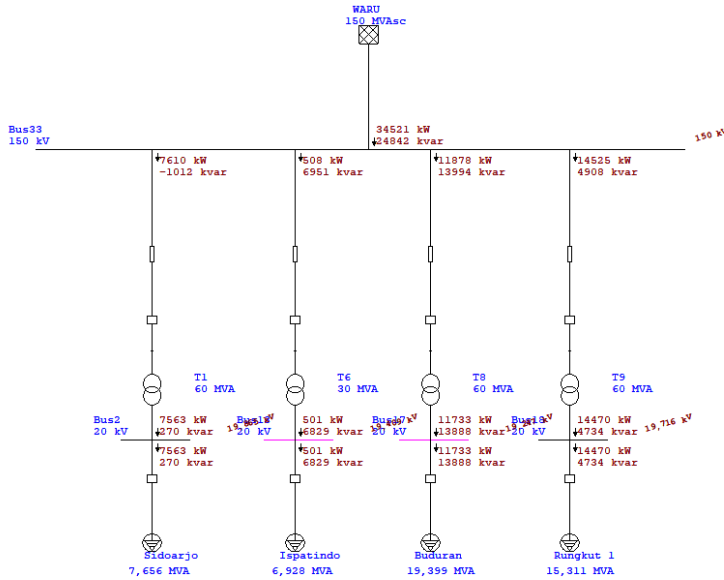 WARU
150 MVAsc
34521 kW
24842 kvar
Bus33
150 kV
7610 kW
-1012 kvar
508 kW
6951 kvar
11878 kW
13994 kvar
14525 kW
4908 kvar
T1
60 MVA
T6
30 MVA
T8
60 MVA
T9
60 MVA
Bus2
20 kV
7563 kW
270 kvar
20 kV
501 kW
6829 kvar
Bus17
20 kV
11733 kW
13888 kvar
Bus18
20 kV
14470 kW
4734 kvar
19,716 kV
7563 kW
270 kvar
501 kW
6829 kvar
11733 kW
13888 kvar
14470 kW
4734 kvar
Sidoarjo
7,656 MVA
Ispatindo
6,928 MVA
Buduran
19,399 MVA
Rungkut 1
15,311 MVA